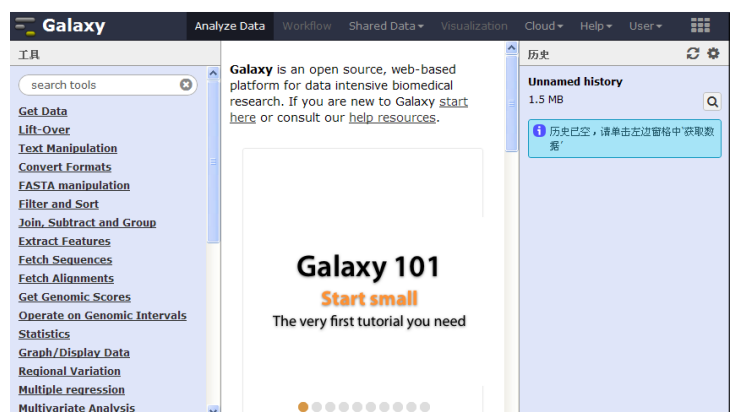 Galaxy
Analyze Data Workflow Shared Data Visualization Cloud Help User
工具
search tools
Get Data
Lift-Over
Text Manipulation
Convert Formats
FASTA manipulation
Filter and Sort
Join, Subtract and Group
Extract Features
Fetch Sequences
Fetch Alignments
Get Genomic Scores
Operate on Genomic Intervals
Statistics
Graph/Display Data
Regional Variation
Multiple regression
Multivariate Analysis
Galaxy is an open source, web-based
platform for data intensive biomedical
research. If you are new to Galaxy start
here or consult our help resources.
Galaxy 101
Start small
The very first tutorial you need
历史
Unnamed history
1.5 MB
历史已空，请单击左边窗格中‘获取数
据’